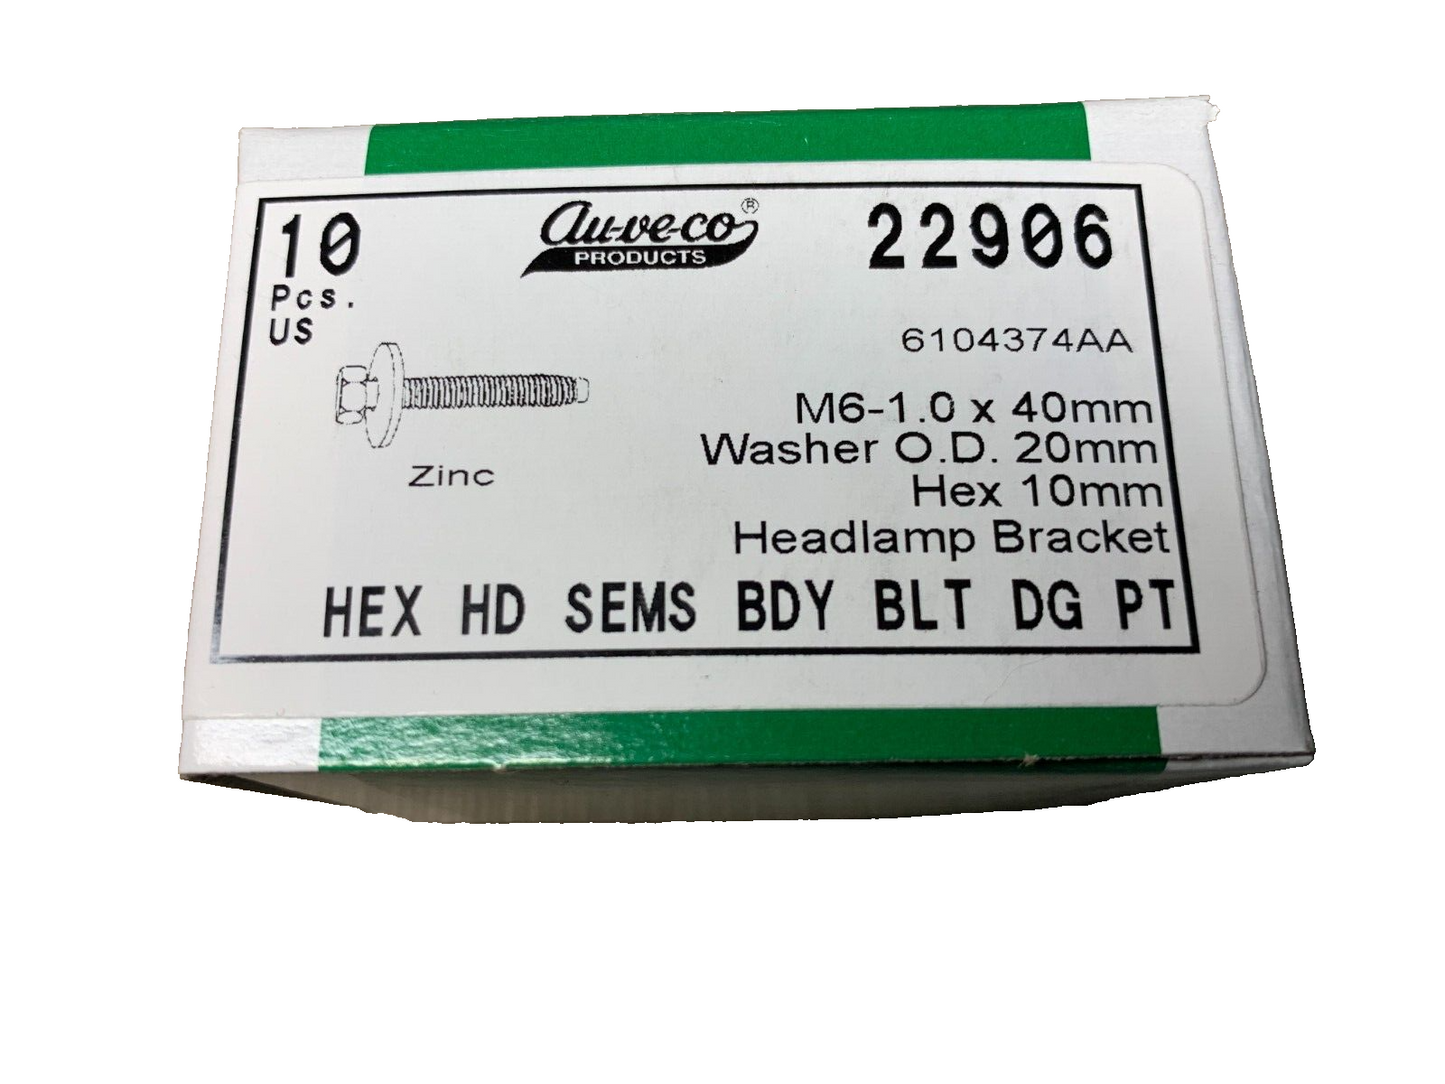 10
Pcs.
US
au-ve-co®
PRODUCTS
22906
6104374AA
M6-1.0 x 40mm
Washer O.D. 20mm
Hex 10mm
Headlamp Bracket
Zinc
HEX HD SEMS BDY BLT DG PT